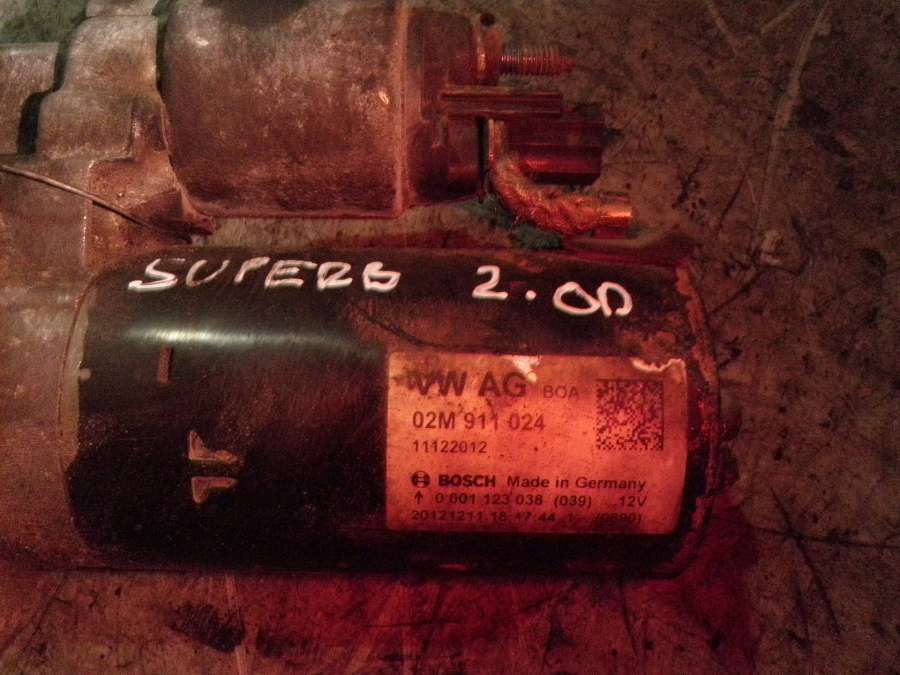 SUPERB 2.0D
VW AG BOA
02M 911 024
11122012
BOSCH Made in Germany
↑ 0 001 123 038 (039) 12V
20121211 18:47:44